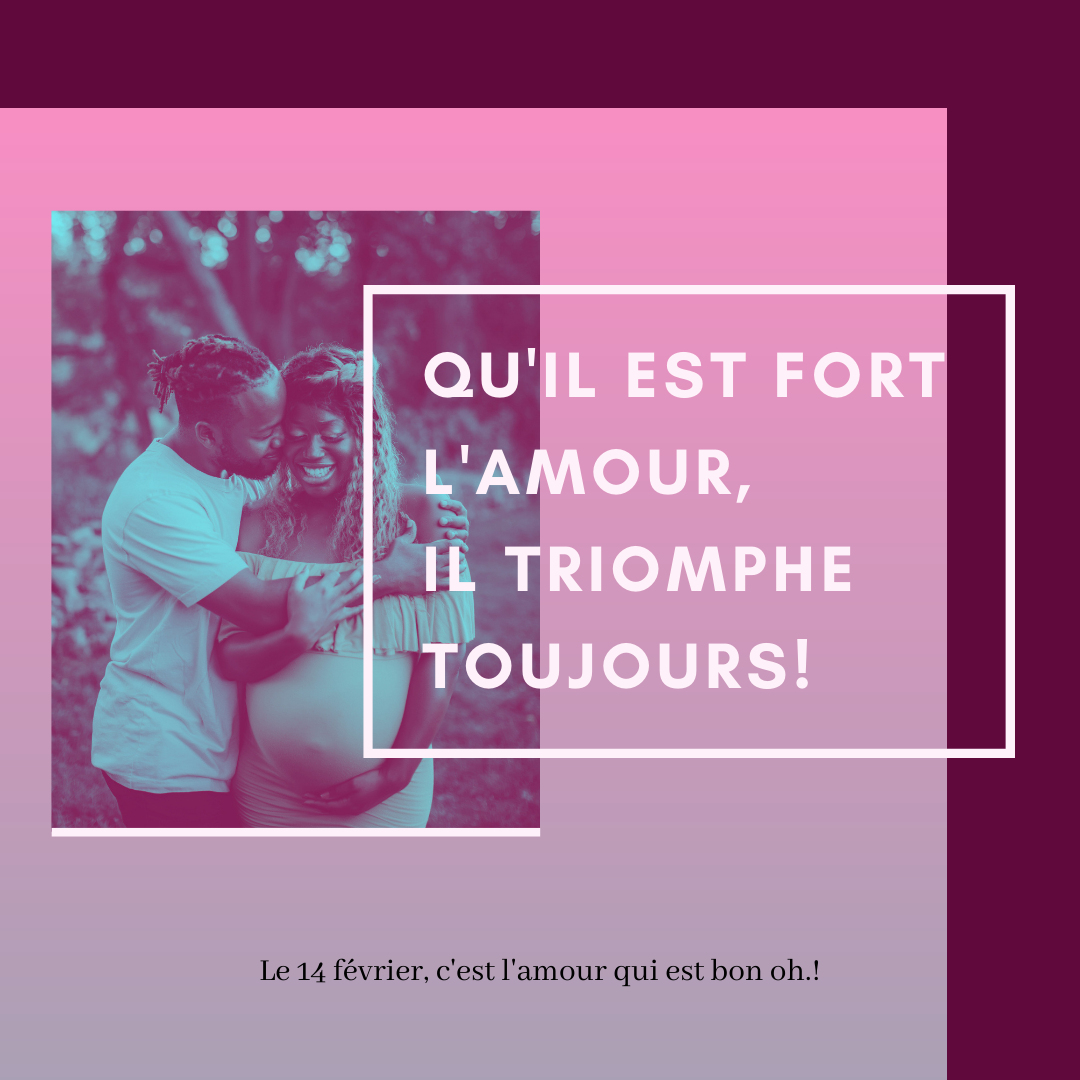 QU'IL EST FORT
L'AMOUR,
IL TRIOMPHE
TOUJOURS!
Le 14 février, c'est l'amour qui est bon oh.!